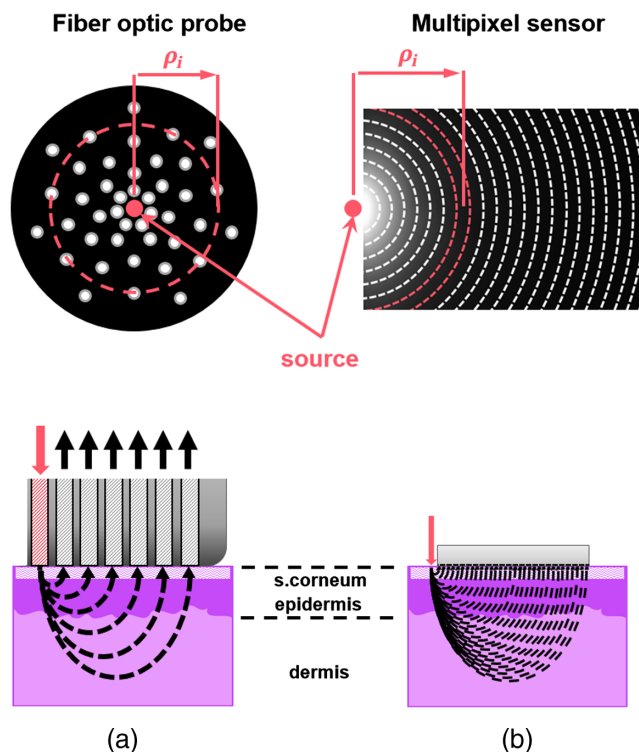 Fiber optic probe
Multipixel sensor
ρi
ρi
source
s.corneum
epidermis
dermis
(a)
(b)